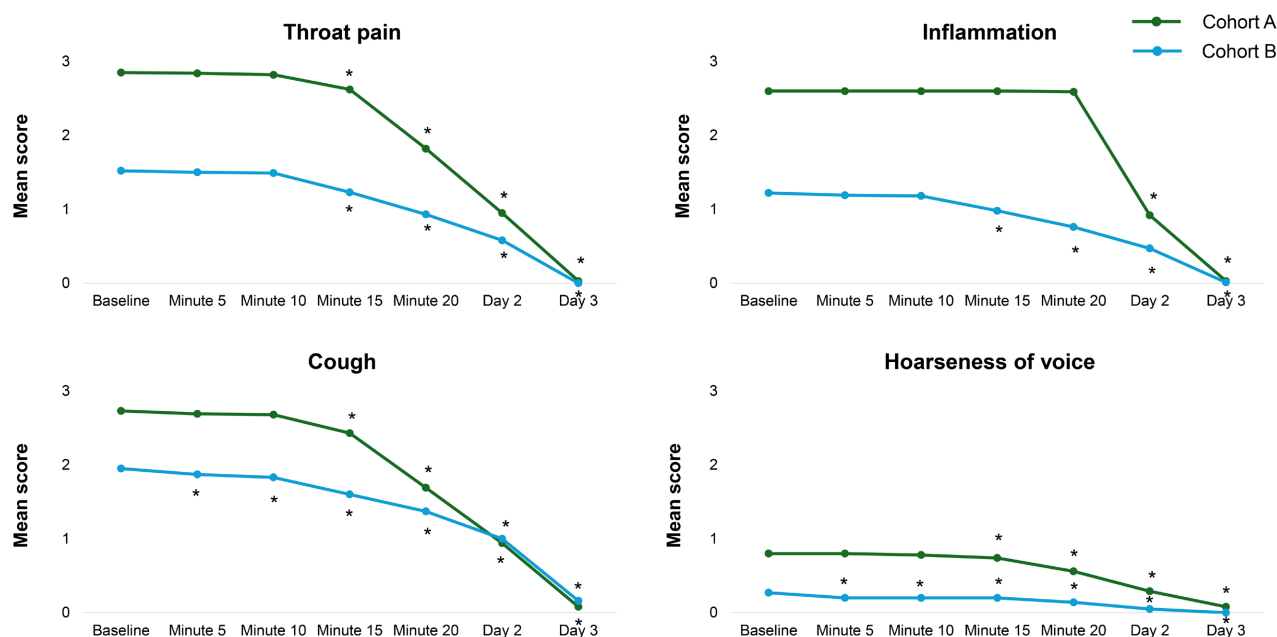 Cohort A
Cohort B
Throat pain
Mean score
3
*
2
*
*
1
*
*
*
*
0
*
Baseline Minute 5 Minute 10 Minute 15 Minute 20 Day 2 Day 3
Inflammation
Mean score
3
2
1
*
*
*
*
*
0
*
Baseline Minute 5 Minute 10 Minute 15 Minute 20 Day 2 Day 3
Cough
Mean score
3
*
2
*
* * * *
1
*
*
*
0
*
Baseline Minute 5 Minute 10 Minute 15 Minute 20 Day 2 Day 3
Hoarseness of voice
Mean score
3
2
1
* *
* * * * *
* *
0
*
Baseline Minute 5 Minute 10 Minute 15 Minute 20 Day 2 Day 3